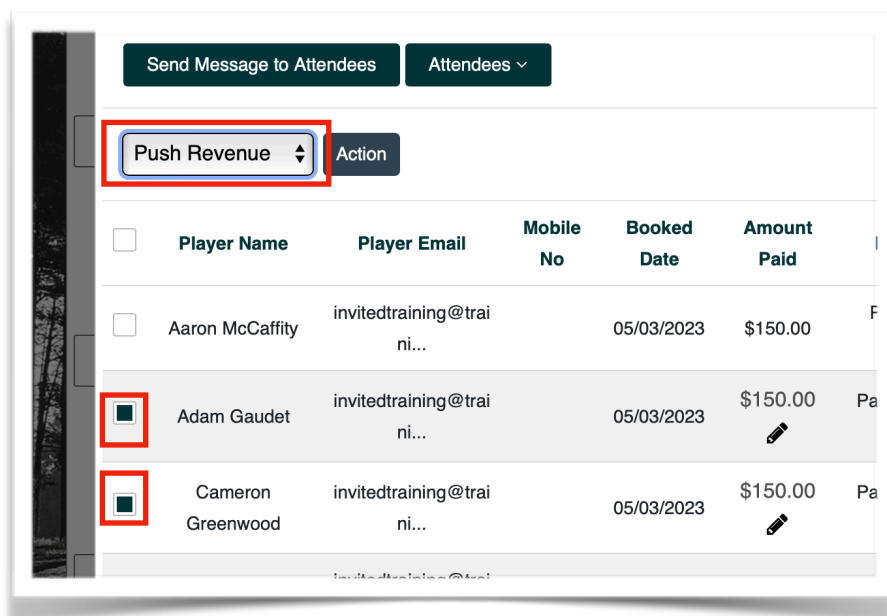 Send Message to Attendees Attendees
Push Revenue Action
Player Name Player Email Mobile No Booked Date Amount Paid
Aaron McCaffity invitedtraining@trai ni... 05/03/2023 $150.00
Adam Gaudet invitedtraining@trai ni... 05/03/2023 $150.00 Pa
Cameron Greenwood invitedtraining@trai ni... 05/03/2023 $150.00 Pa